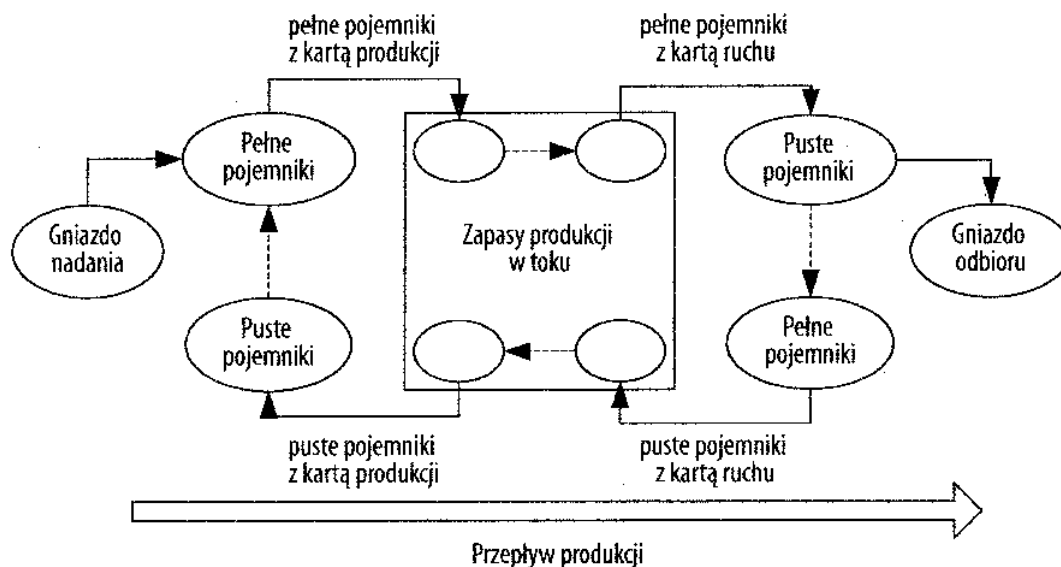 pełne pojemniki
z kartą produkcji
pełne pojemniki
z kartą ruchu
Pełne
pojemniki
Puste
pojemniki
Gniazdo
nadania
Zapasy produkcji
w toku
Gniazdo
odbioru
Puste
pojemniki
Pełne
pojemniki
puste pojemniki
z kartą produkcji
puste pojemniki
z kartą ruchu
Przepływ produkcji